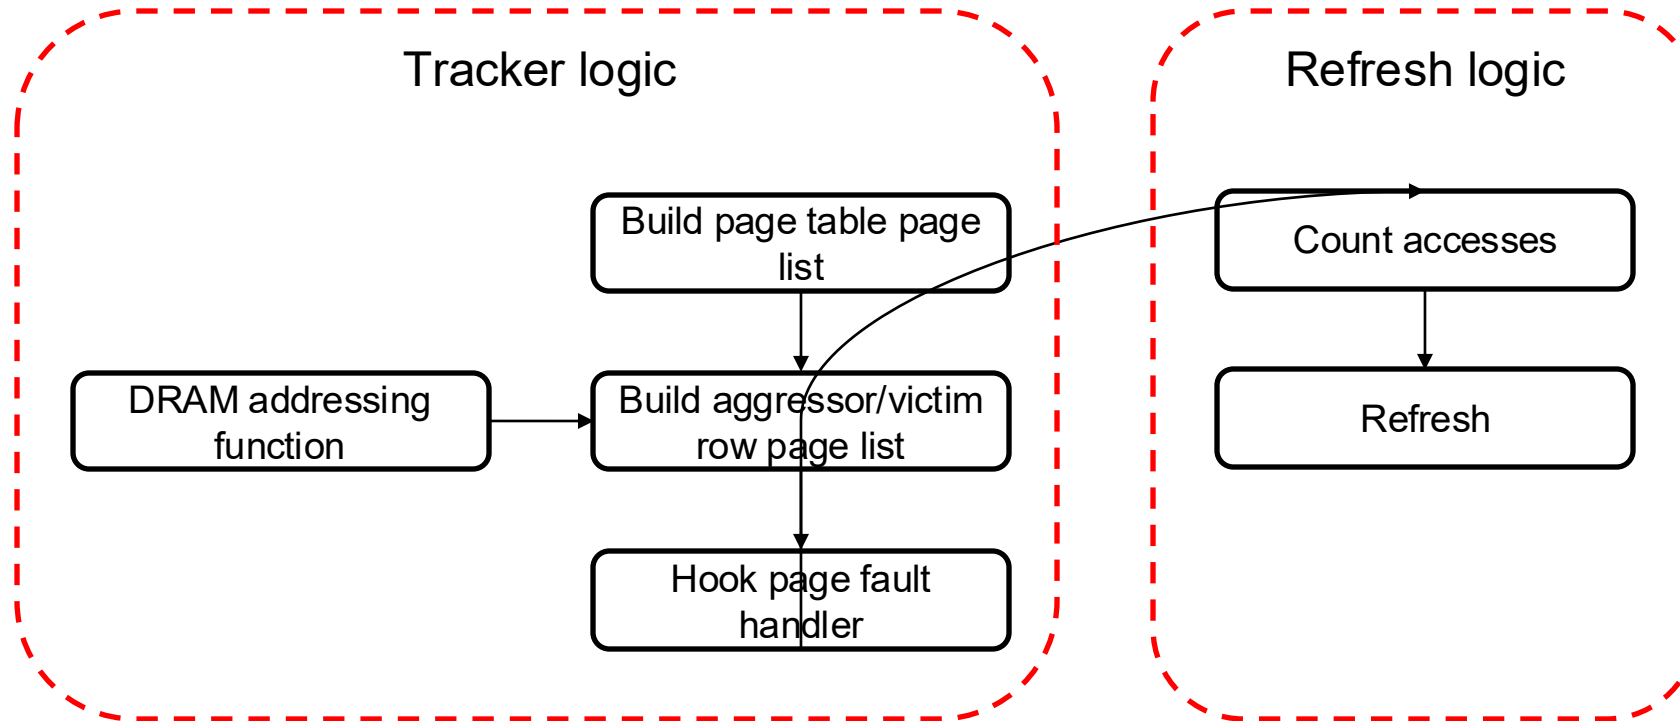 Tracker logic
Refresh logic
Build page table page
list
Count accesses
DRAM addressing
function
Build aggressor/victim
row page list
Refresh
Hook page fault
handler